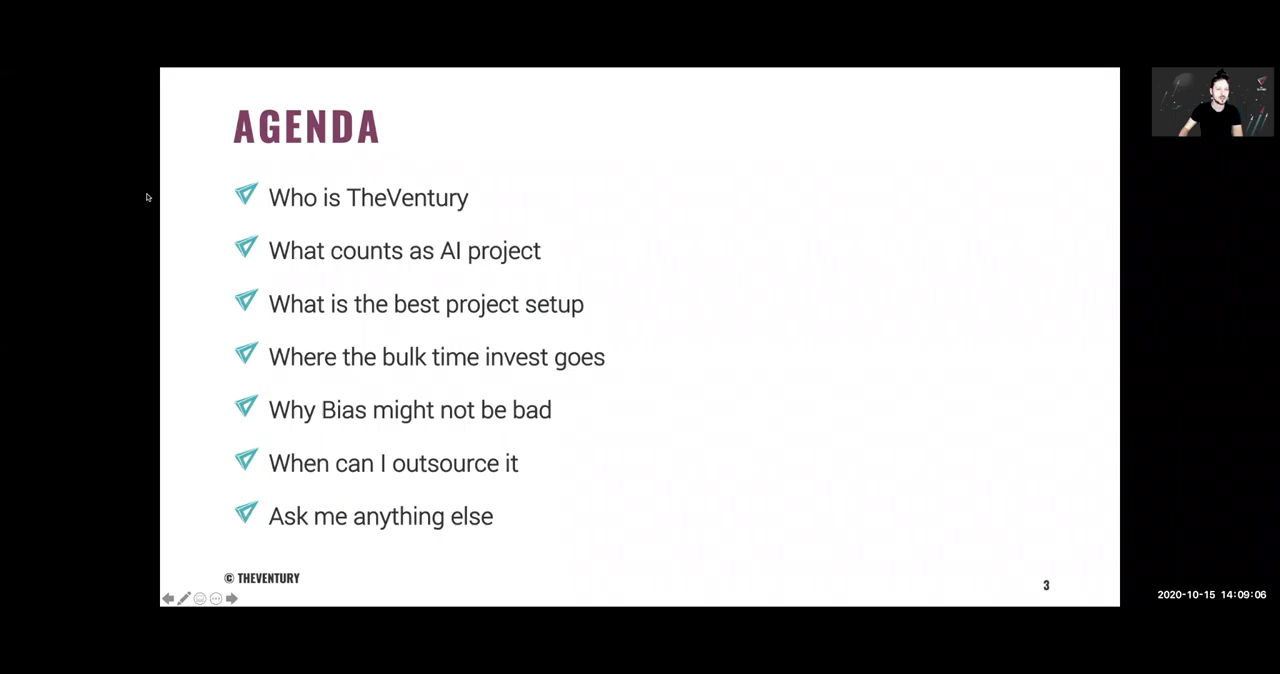 AGENDA
Who is TheVentury
What counts as AI project
What is the best project setup
Where the bulk time invest goes
Why Bias might not be bad
When can I outsource it
Ask me anything else
© THEVENTURY
3
2020-10-15 14:09:06